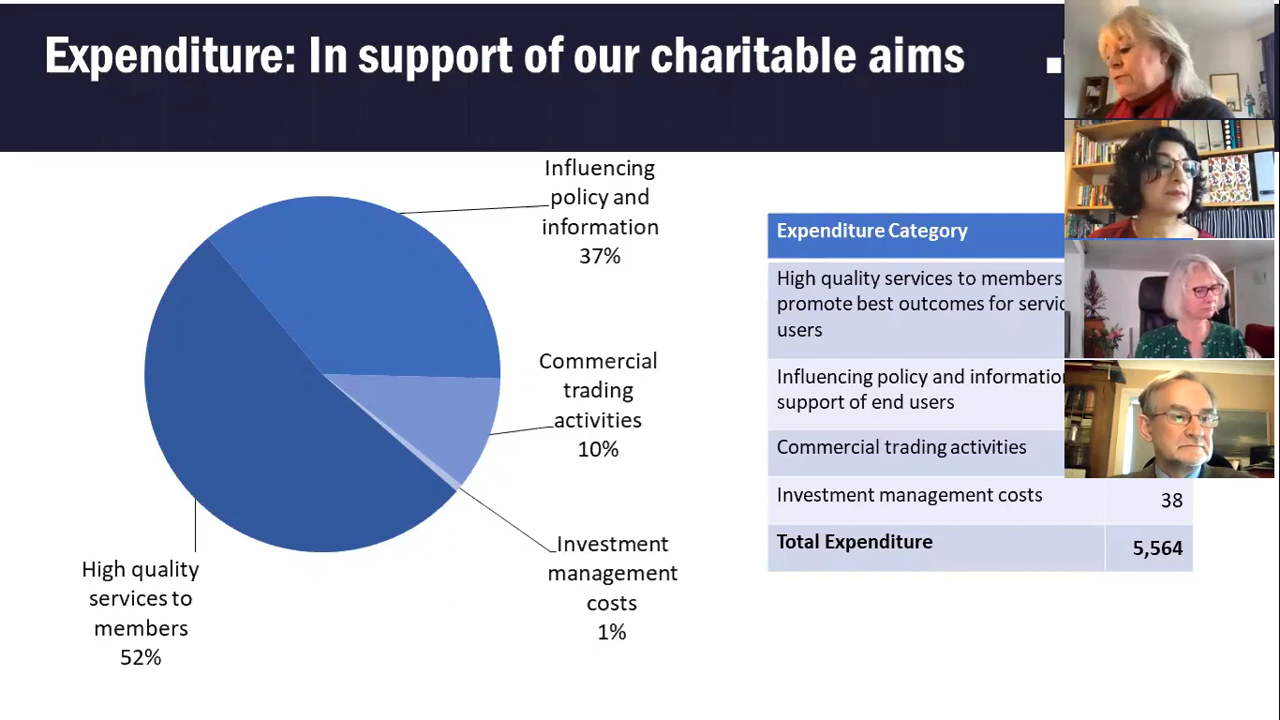 Expenditure: In support of our charitable aims
Influencing
policy and
information
37%
Commercial
trading
activities
10%
Investment
management
costs
1%
High quality
services to
members
52%
Expenditure Category
High quality services to members
promote best outcomes for
users
Influencing policy and
support of end users
Commercial trading activities
Investment management costs
38
Total Expenditure
5,564